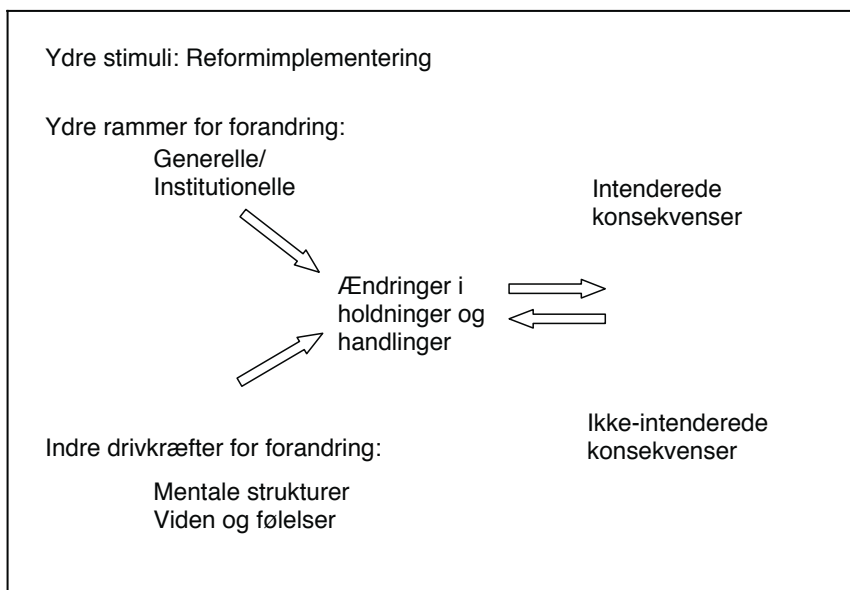 Ydre stimuli: Reformimplementering
Ydre rammer for forandring:
Generelle/
Institutionelle
Intenderede
konsekvenser
Ændringer i
holdninger og
handlinger
Ikke-intenderede
konsekvenser
Indre drivkræfter for forandring:
Mentale strukturer
Viden og følelser